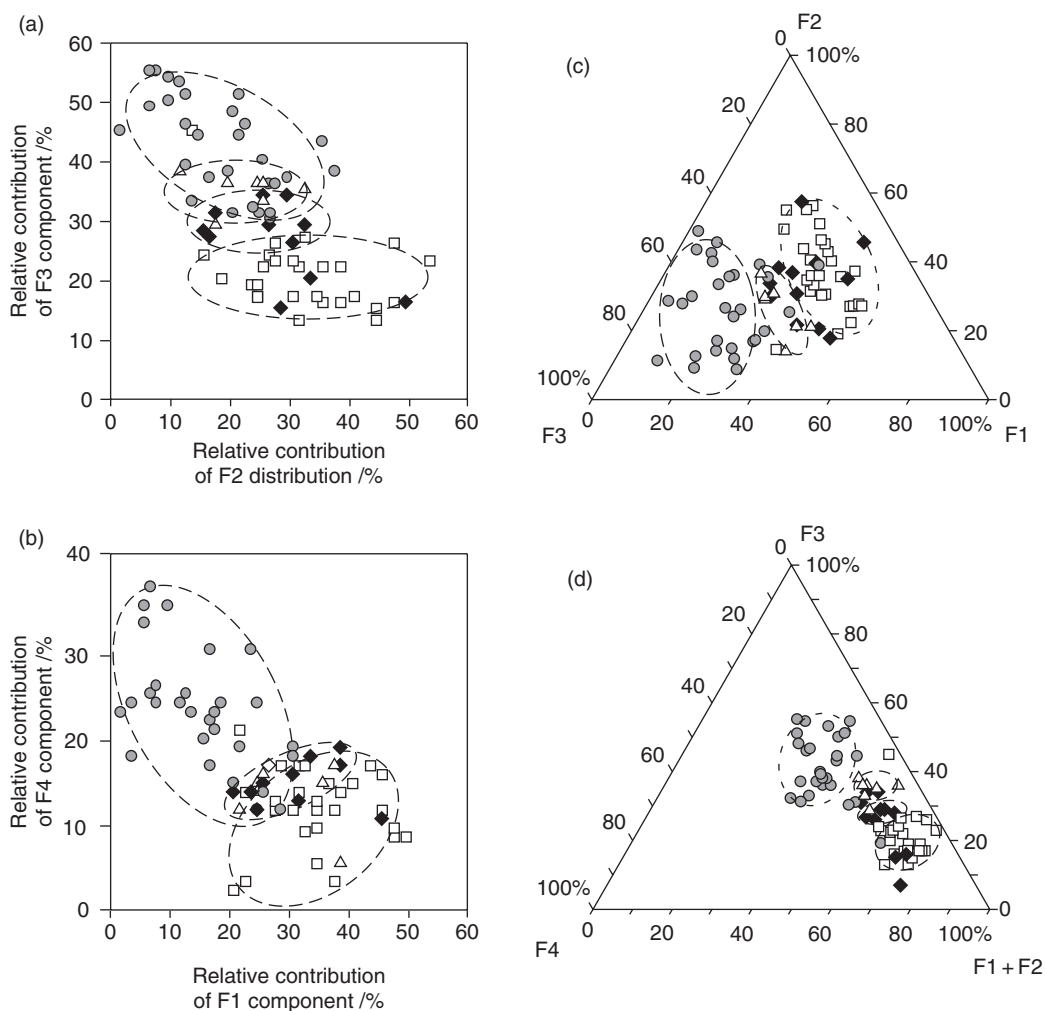 (a)
60
50
40
30
20
10
0
0 10 20 30 40 50 60
Relative contribution
of F3 component /%
Relative contribution
of F2 distribution /%
(b)
40
30
20
10
0
0 10 20 30 40 50 60
Relative contribution
of F4 component /%
Relative contribution
of F1 component /%
(c)
F2
0
100%
20
80
40
60
60
40
80
20
100%
0
0 20 40 60 80 100%
F3
F1
(d)
F3
0
100%
20
80
40
60
60
40
80
20
100%
0
0 20 40 60 80 100%
F4
F1 + F2